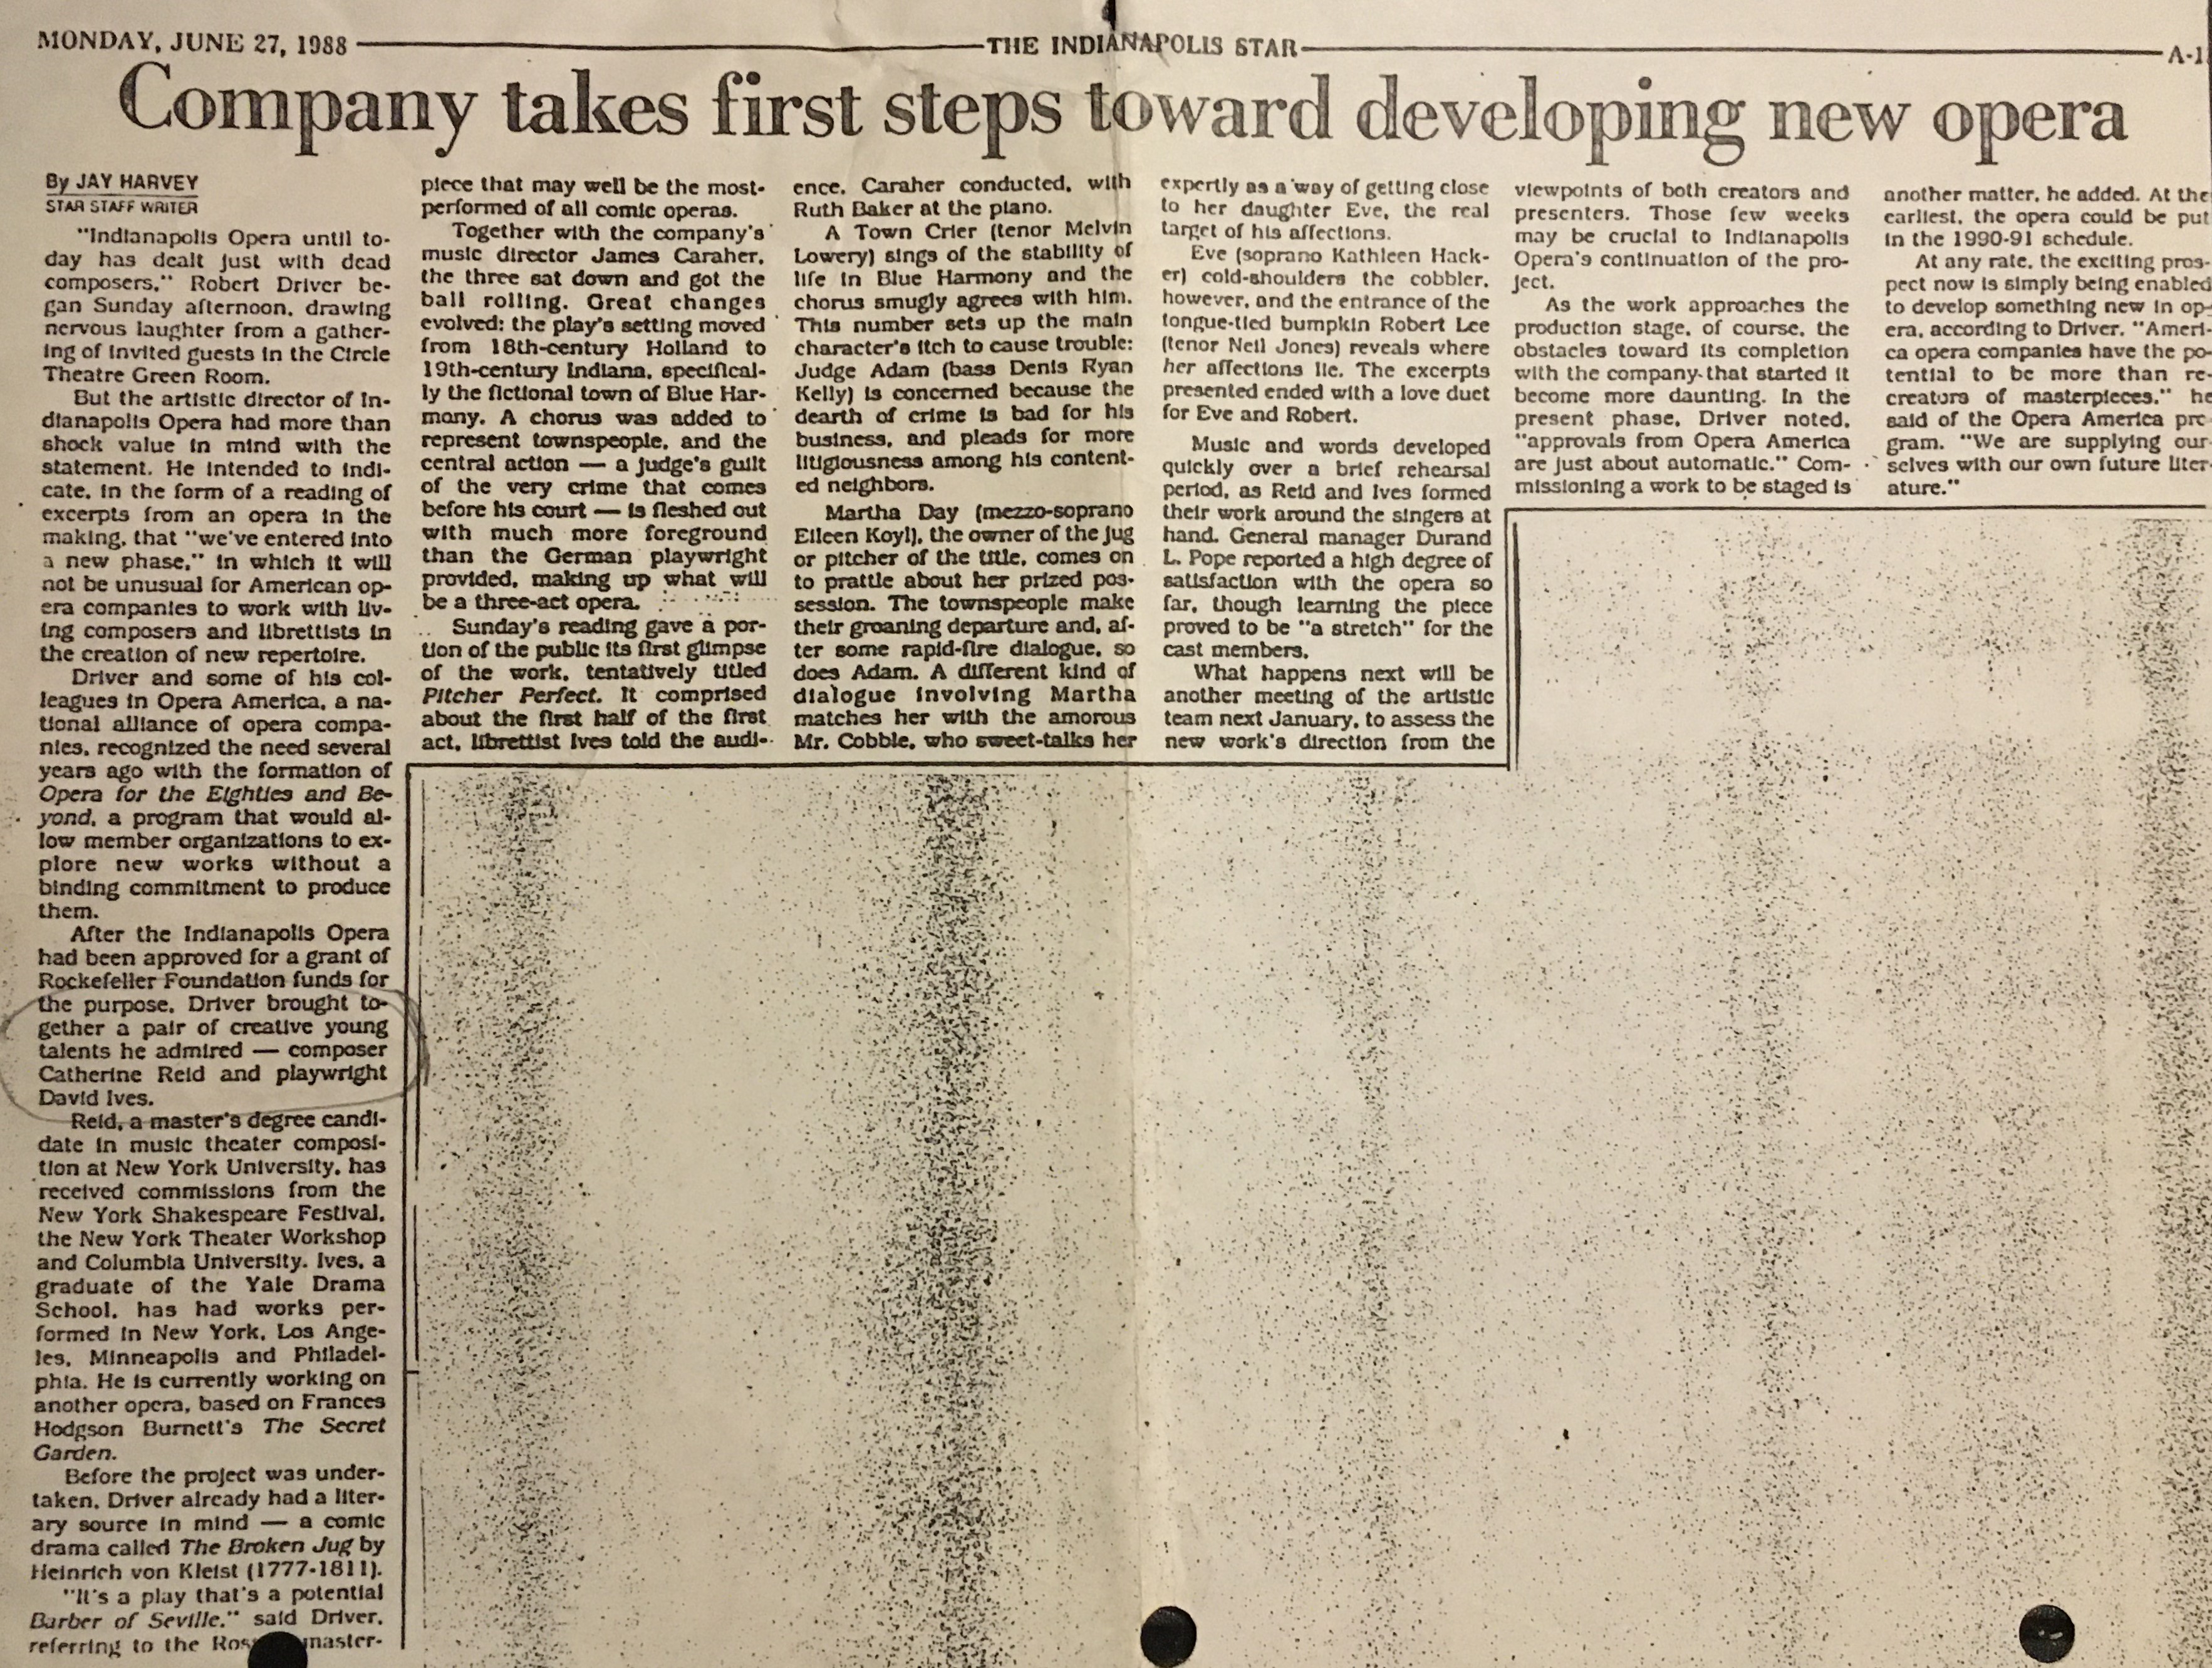 MONDAY, JUNE 27, 1988
THE INDIANAPOLIS STAR
A-1
Company takes first steps toward developing new opera
By JAY HARVEY
STAR STAFF WRITER
"Indianapolis Opera until to-
day has dealt just with dead
composers," Robert Driver be-
gan Sunday afternoon, drawing
nervous laughter from a gather-
ing of invited guests in the Circle
Theatre Green Room.
But the artistic director of In-
dianapolis Opera had more than
shock value in mind with the
statement. He intended to indi-
cate, in the form of a reading of
excerpts from an opera in the
making, that "we've entered into
a new phase," in which it will
not be unusual for American op-
era companies to work with liv-
ing composers and librettists in
the creation of new repertoire.
Driver and some of his col-
leagues in Opera America, a na-
tional alliance of opera compa-
nies, recognized the need several
years ago with the formation of
Opera for the Eighties and Be-
yond, a program that would al-
low member organizations to ex-
plore new works without a
binding commitment to produce
them.
After the Indianapolis Opera
had been approved for a grant of
Rockefeller Foundation funds for
the purpose, Driver brought to-
gether a pair of creative young
talents he admired — composer
Catherine Reid and playwright
David Ives.
Reid, a master's degree candi-
date in music theater composi-
tion at New York University, has
received commissions from the
New York Shakespeare Festival,
the New York Theater Workshop
and Columbia University. Ives, a
graduate of the Yale Drama
School, has had works per-
formed in New York, Los Ange-
les, Minneapolis and Philadel-
phia. He is currently working on
another opera, based on Frances
Hodgson Burnett's The Secret
Garden.
Before the project was under-
taken, Driver already had a liter-
ary source in mind — a comic
drama called The Broken Jug by
Heinrich von Kleist (1777-1811).
"It's a play that's a potential
Barber of Seville," said Driver,
referring to the Ros master-
piece that may well be the most-
performed of all comic operas.
Together with the company's
music director James Caraher,
the three sat down and got the
ball rolling. Great changes
evolved: the play's setting moved
from 18th-century Holland to
19th-century Indiana, specifical-
ly the fictional town of Blue Har-
mony. A chorus was added to
represent townspeople, and the
central action — a judge's guilt
of the very crime that comes
before his court — is fleshed out
with much more foreground
than the German playwright
provided, making up what will
be a three-act opera.
Sunday's reading gave a por-
tion of the public its first glimpse
of the work, tentatively titled
Pitcher Perfect. It comprised
about the first half of the first
act, librettist Ives told the audi-
ence. Caraher conducted, with
Ruth Baker at the piano.
A Town Crier (tenor Melvin
Lowery) sings of the stability of
life in Blue Harmony and the
chorus smugly agrees with him.
This number sets up the main
character's itch to cause trouble:
Judge Adam (bass Denis Ryan
Kelly) is concerned because the
dearth of crime is bad for his
business, and pleads for more
litigiousness among his content-
ed neighbors.
Martha Day (mezzo-soprano
Eileen Koyl), the owner of the jug
or pitcher of the title, comes on
to prattle about her prized pos-
session. The townspeople make
their groaning departure and, af-
ter some rapid-fire dialogue, so
does Adam. A different kind of
dialogue involving Martha
matches her with the amorous
Mr. Cobble, who sweet-talks her
expertly as a way of getting close
to her daughter Eve, the real
target of his affections.
Eve (soprano Kathleen Hack-
er) cold-shoulders the cobbler,
however, and the entrance of the
tongue-tied bumpkin Robert Lee
(tenor Neil Jones) reveals where
her affections lie. The excerpts
presented ended with a love duet
for Eve and Robert.
Music and words developed
quickly over a brief rehearsal
period, as Reid and Ives formed
their work around the singers at
hand. General manager Durand
L. Pope reported a high degree of
satisfaction with the opera so
far, though learning the piece
proved to be "a stretch" for the
cast members.
What happens next will be
another meeting of the artistic
team next January, to assess the
new work's direction from the
viewpoints of both creators and
presenters. Those few weeks
may be crucial to Indianapolis
Opera's continuation of the pro-
ject.
As the work approaches the
production stage, of course, the
obstacles toward its completion
with the company that started it
become more daunting. In the
present phase, Driver noted,
"approvals from Opera America
are just about automatic." Com-
missioning a work to be staged is
another matter, he added. At the
earliest, the opera could be put
in the 1990-91 schedule.
At any rate, the exciting pros-
pect now is simply being enabled
to develop something new in op-
era, according to Driver. "Ameri-
ca opera companies have the po-
tential to be more than re-
creators of masterpieces," he
said of the Opera America pro-
gram. "We are supplying our-
selves with our own future liter-
ature."